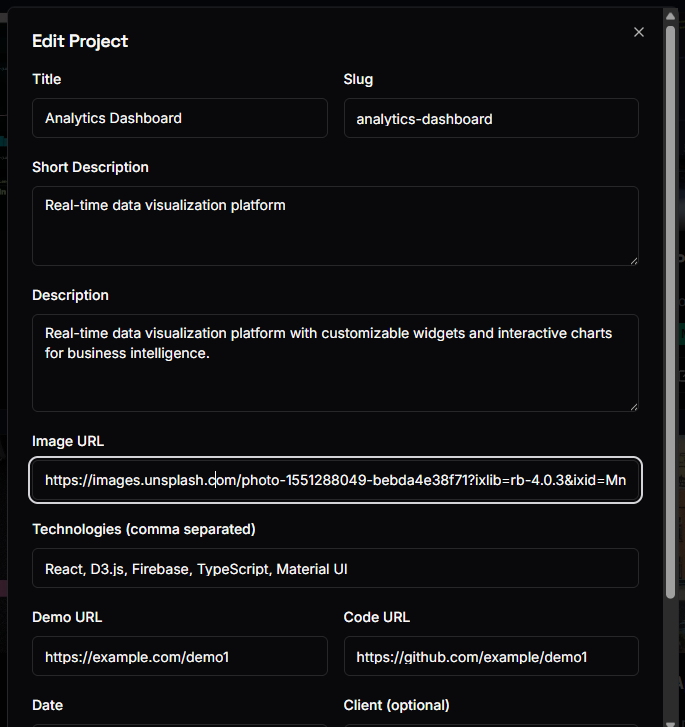 Edit Project
Title
Slug
Analytics Dashboard
analytics-dashboard
Short Description
Real-time data visualization platform
Description
Real-time data visualization platform with customizable widgets and interactive charts
for business intelligence.
Image URL
https://images.unsplash.com/photo-1551288049-bebda4e38f71?ixlib=rb-4.0.3&ixid=Mn
Technologies (comma separated)
React, D3.js, Firebase, TypeScript, Material UI
Demo URL
Code URL
https://example.com/demo1
https://github.com/example/demo1
Date
Client (optional)